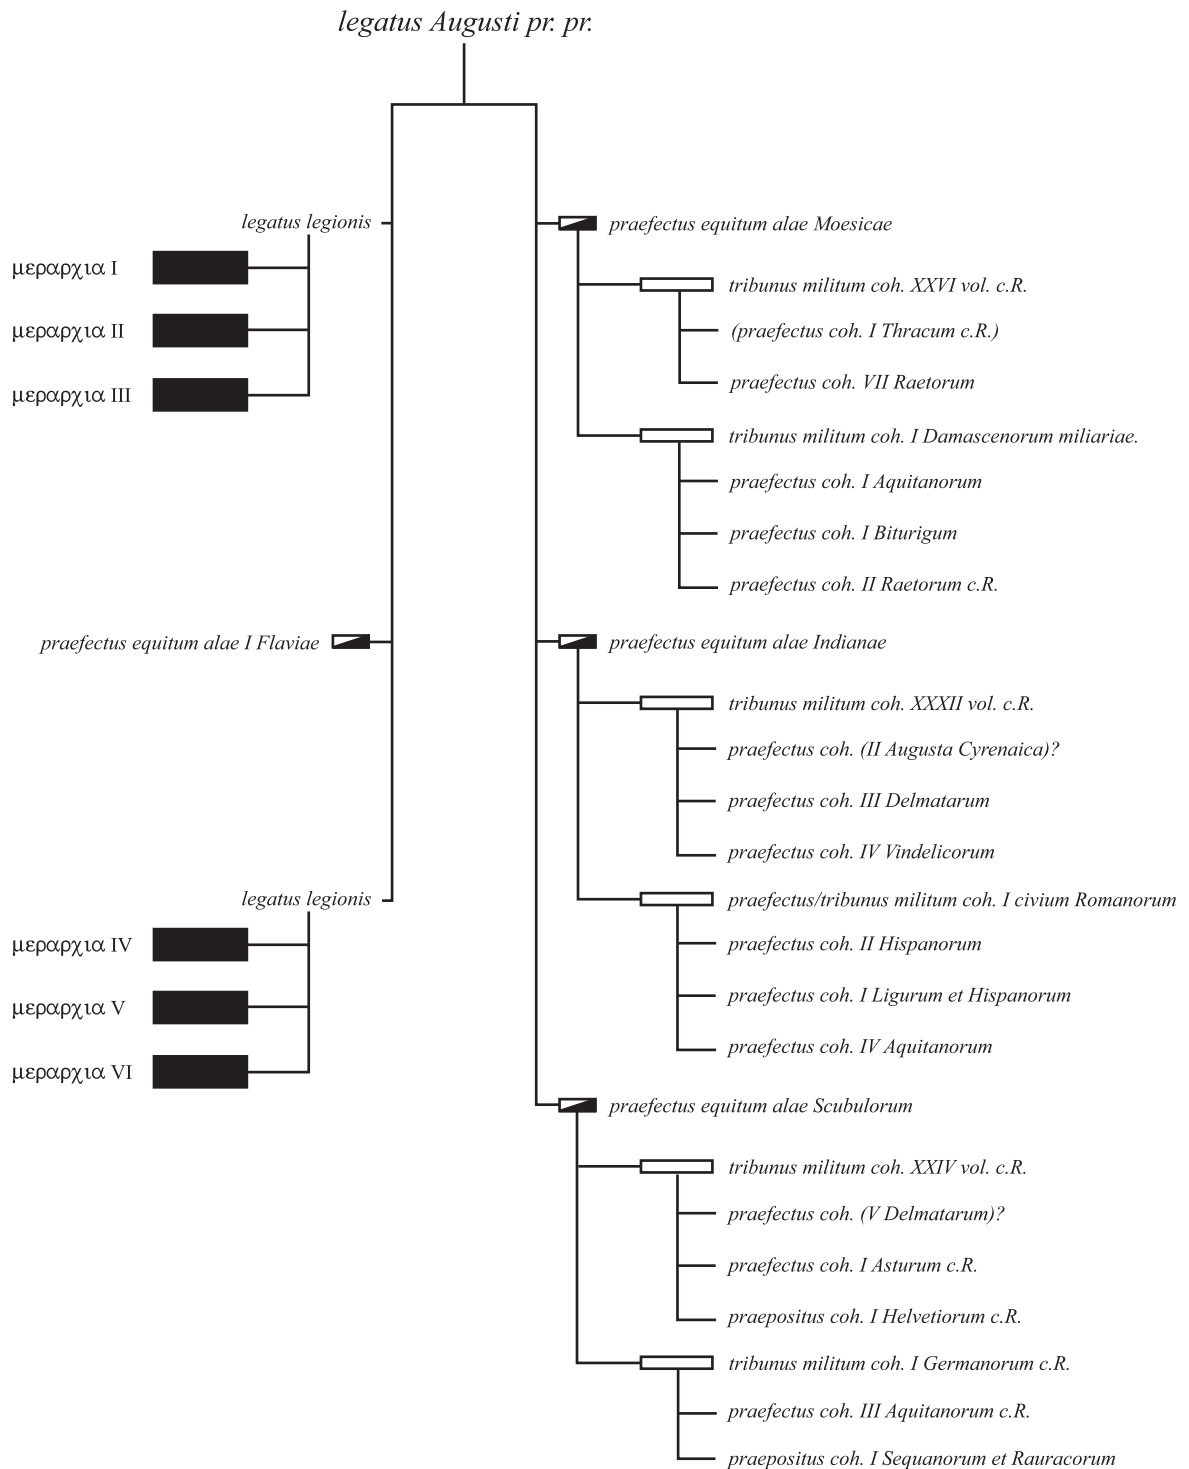 legatus Augusti pr. pr.
legatus legionis
μεραρχια I
μεραρχια II
μεραρχια III
praefectus equitum alae I Flaviae
legatus legionis
μεραρχια IV
μεραρχια V
μεραρχια VI
praefectus equitum alae Moesicae
tribunus militum coh. XXVI vol. c.R.
(praefectus coh. I Thracum c.R.)
praefectus coh. VII Raetorum
tribunus militum coh. I Damascenorum miliariae.
praefectus coh. I Aquitanorum
praefectus coh. I Biturigum
praefectus coh. II Raetorum c.R.
praefectus equitum alae Indianae
tribunus militum coh. XXXII vol. c.R.
praefectus coh. (II Augusta Cyrenaica)?
praefectus coh. III Delmatarum
praefectus coh. IV Vindelicorum
praefectus/tribunus militum coh. I civium Romanorum
praefectus coh. II Hispanorum
praefectus coh. I Ligurum et Hispanorum
praefectus coh. IV Aquitanorum
praefectus equitum alae Scubulorum
tribunus militum coh. XXIV vol. c.R.
praefectus coh. (V Delmatarum)?
praefectus coh. I Asturum c.R.
praepositus coh. I Helvetiorum c.R.
tribunus militum coh. I Germanorum c.R.
praefectus coh. III Aquitanorum c.R.
praepositus coh. I Sequanorum et Rauracorum